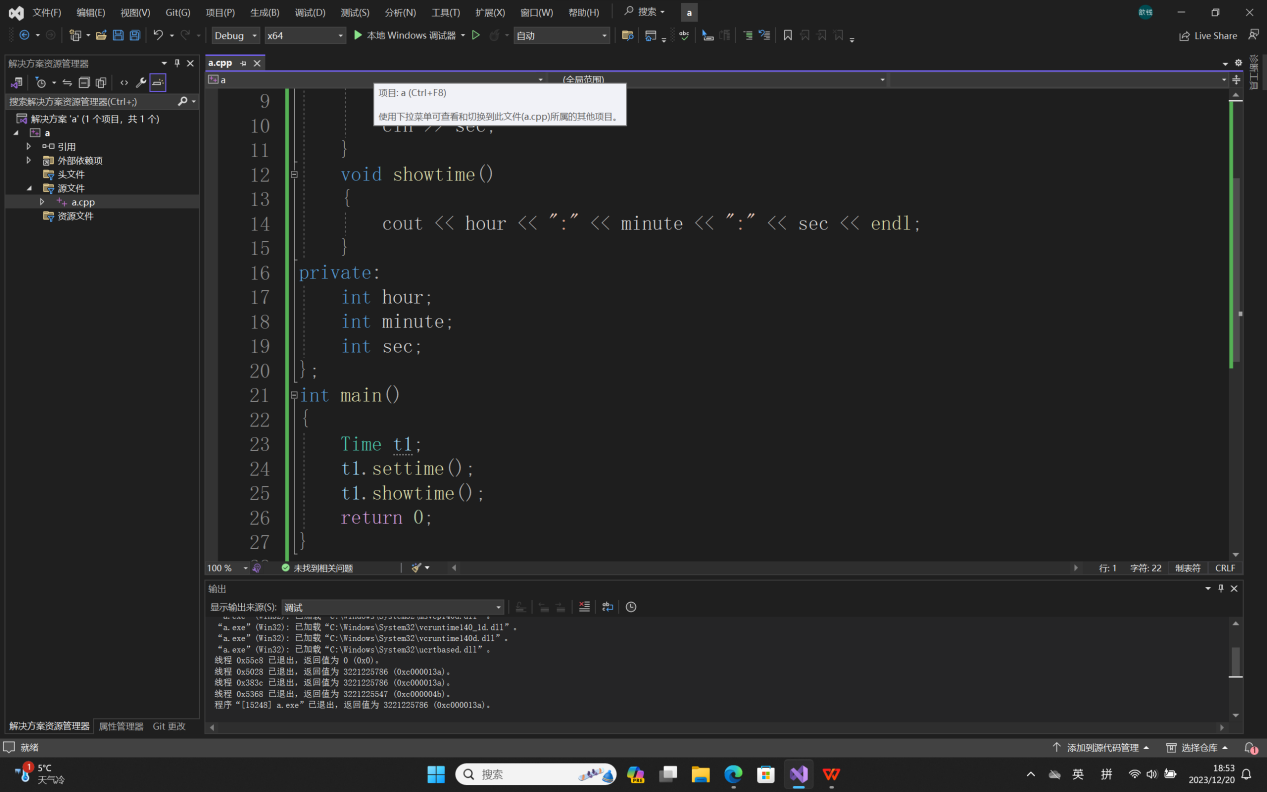 文件(F) 编辑(E) 视图(V) Git(G) 项目(P) 生成(B) 调试(D) 测试(S) 分析(N) 工具(T) 扩展(X) 窗口(W) 帮助(H) 搜索 a
Debug x64 本地 Windows 调试器 自动 Live Share
解决方案资源管理器
搜索解决方案资源管理器(Ctrl+;)
解决方案 'a' (1 个项目，共 1 个)
a
引用
外部依赖项
头文件
源文件
a.cpp
资源文件
解决方案资源管理器 属性管理器 Git 更改
a.cpp
a (全局范围)
项目: a (Ctrl+F8)
使用下拉菜单可查看和切换到此文件(a.cpp)所属的其他项目。
9
10 cin >> sec;
11 }
12 void showtime()
13 {
14 cout << hour << ":" << minute << ":" << sec << endl;
15 }
16 private:
17 int hour;
18 int minute;
19 int sec;
20 };
21 int main()
22 {
23 Time t1;
24 t1.settime();
25 t1.showtime();
26 return 0;
27 }
100 % 未找到相关问题 行: 1 字符: 22 制表符 CRLF
诊断工具
输出
显示输出来源(S): 调试
“a.exe”(Win32): 已加载“C:\Windows\System32\vcruntime140_1d.dll”。
“a.exe”(Win32): 已加载“C:\Windows\System32\vcruntime140d.dll”。
“a.exe”(Win32): 已加载“C:\Windows\System32\ucrtbased.dll”。
线程 0x55c8 已退出，返回值为 0 (0x0)。
线程 0x5028 已退出，返回值为 3221225786 (0xc000013a)。
线程 0x383c 已退出，返回值为 3221225786 (0xc000013a)。
线程 0x5368 已退出，返回值为 3221225547 (0xc000004b)。
程序“[15248] a.exe”已退出，返回值为 3221225786 (0xc000013a)。
就绪 添加到源代码管理 选择仓库 1
1 5°C
天气冷
搜索
PRE
英 拼
18:53
2023/12/20